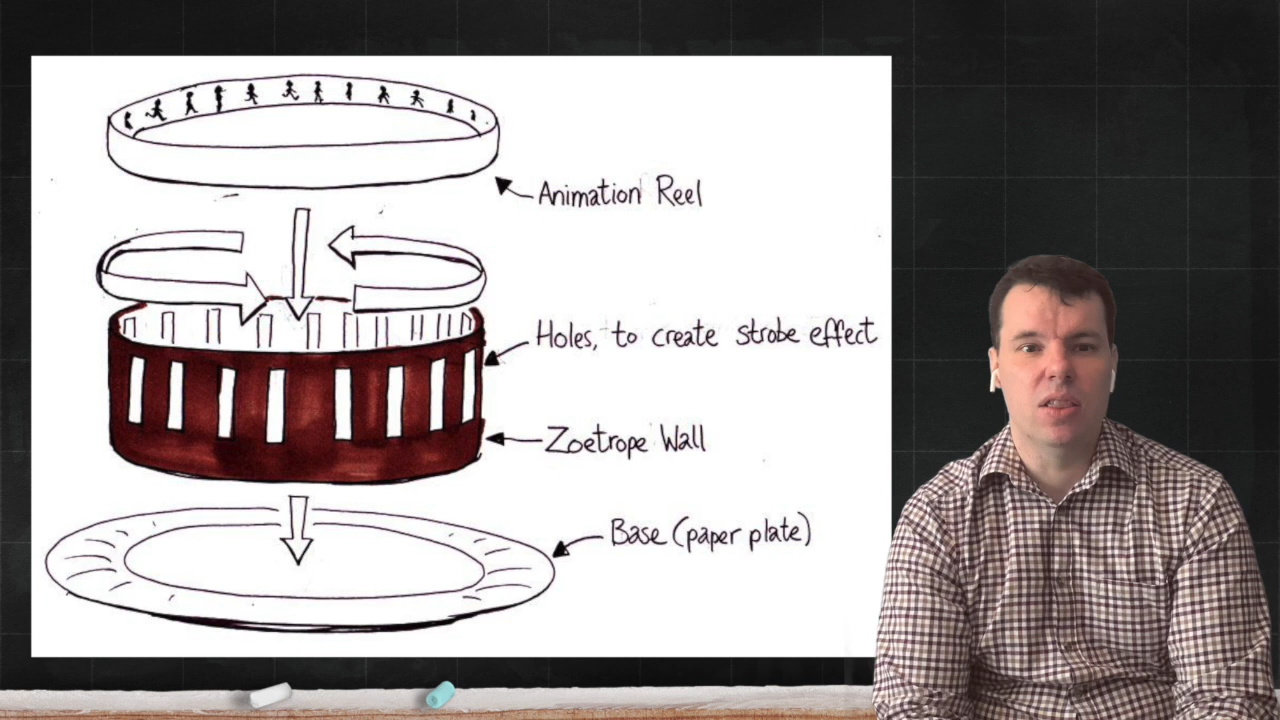 Animation Reel
Holes, to create strobe effect
Zoetrope Wall
Base (paper plate)